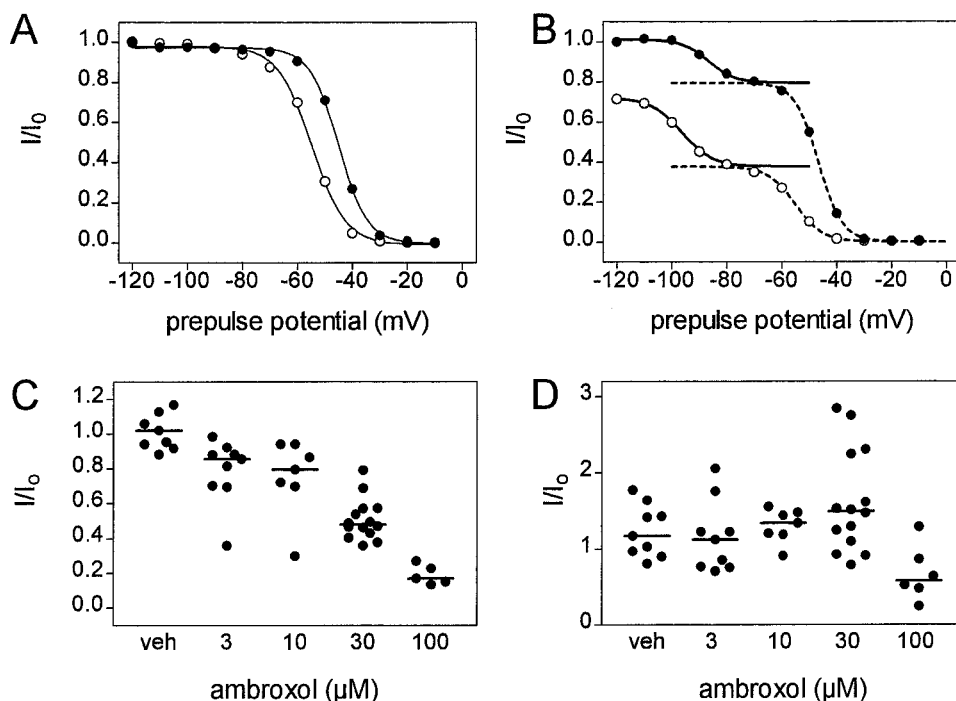 A
I/I0
1.0
0.8
0.6
0.4
0.2
0.0
-120 -100 -80 -60 -40 -20 0
prepulse potential (mV)
B
I/I0
1.0
0.8
0.6
0.4
0.2
0.0
-120 -100 -80 -60 -40 -20 0
prepulse potential (mV)
C
I/Io
1.2
1.0
0.8
0.6
0.4
0.2
0.0
veh 3 10 30 100
ambroxol (µM)
D
I/Io
3
2
1
0
veh 3 10 30 100
ambroxol (µM)